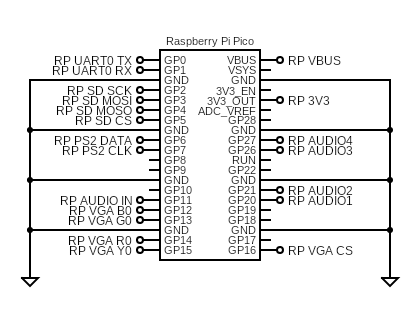 Raspberry Pi Pico
RP UART0 TX GP0 VBUS RP VBUS
RP UART0 RX GP1 VSYS
GND GND
RP SD SCK GP2 3V3_EN
RP SD MOSI GP3 3V3_OUT RP 3V3
RP SD MOSO GP4 ADC_VREF
RP SD CS GP5 GP28
GND GND
RP PS2 DATA GP6 GP27 RP AUDIO4
RP PS2 CLK GP7 GP26 RP AUDIO3
GP8 RUN
GP9 GP22
GND GND
GP10 GP21 RP AUDIO2
RP AUDIO IN GP11 GP20 RP AUDIO1
RP VGA B0 GP12 GP19
RP VGA G0 GP13 GP18
GND GND
RP VGA R0 GP14 GP17
RP VGA Y0 GP15 GP16 RP VGA CS